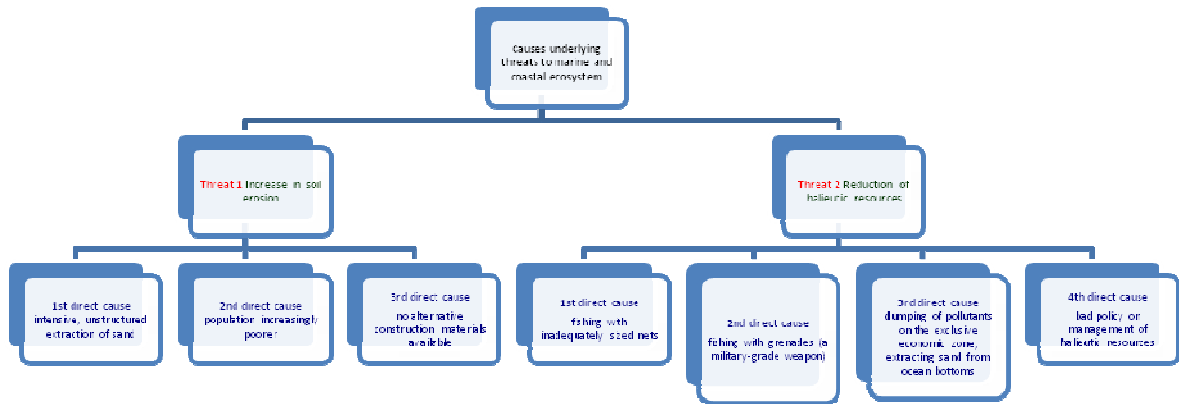 Causes underlying
threats to marine and
coastal ecosystem
Threat 1 Increase in soil
erosion
Threat 2 Reduction of
halieutic resources
1st direct cause
intensive, unstructured
extraction of sand
2nd direct cause
population increasingly
poorer
3rd direct cause
no alternative
construction materials
available
1st direct cause
fishing with
inadequately sized nets
2nd direct cause
fishing with grenades (a
military-grade weapon)
3rd direct cause
dumping of pollutants
on the exclusive
economic zone,
extracting sand from
ocean bottoms
4th direct cause
bad policy on
management of
halieutic resources